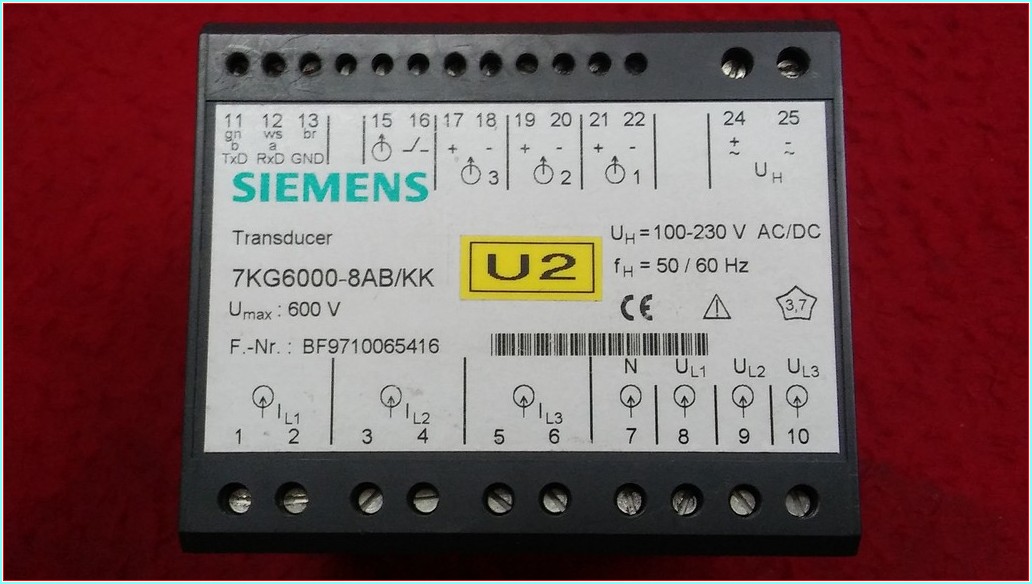 11 12 13 15 16 17 18 19 20 21 22 24 25
gn ws br + - + - + - + -
b a ~ ~
TxD RxD GND 3 2 1 UH
SIEMENS
Transducer
UH = 100-230 V AC/DC
7KG6000-8AB/KK
U2
fH = 50 / 60 Hz
Umax : 600 V
CE
3,7
F.-Nr. : BF9710065416
N UL1 UL2 UL3
IL1 IL2 IL3
1 2 3 4 5 6 7 8 9 10